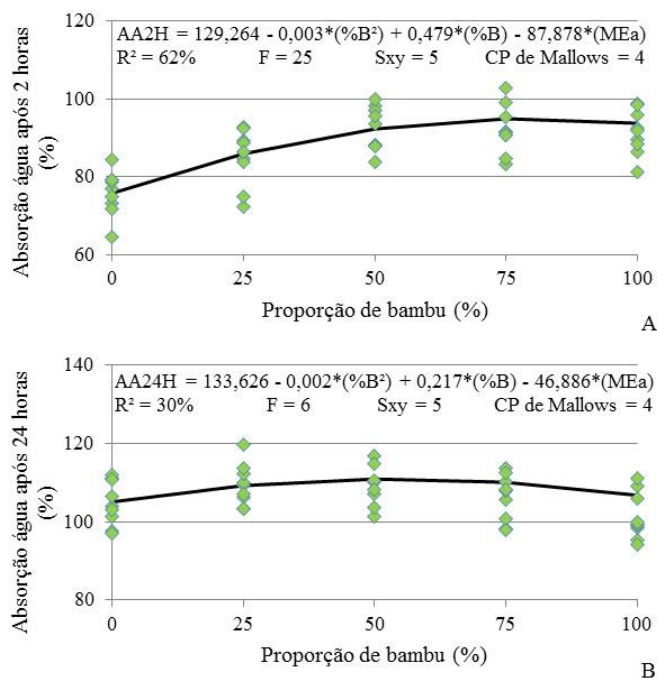 AA2H = 129,264 - 0,003*(%B²) + 0,479*(%B) - 87,878*(MEa)
R² = 62% F = 25 Sxy = 5 CP de Mallows = 4
Absorção água após 2 horas
(%)
120
100
80
60
0 25 50 75 100
Proporção de bambu (%)
A
AA24H = 133,626 - 0,002*(%B²) + 0,217*(%B) - 46,886*(MEa)
R² = 30% F = 6 Sxy = 5 CP de Mallows = 4
Absorção água após 24 horas
(%)
140
120
100
80
0 25 50 75 100
Proporção de bambu (%)
B